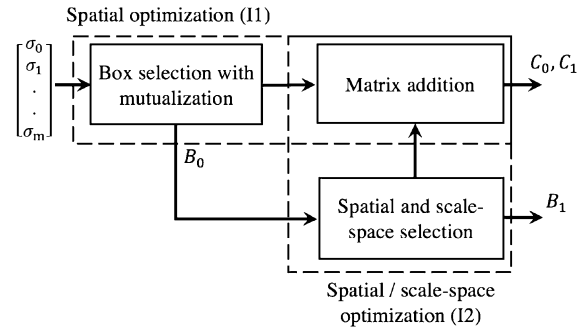 Spatial optimization (I1)
σ₀
σ₁
.
.
σₘ
Box selection with
mutualization
Matrix addition
C₀, C₁
B₀
Spatial and scale-
space selection
B₁
Spatial / scale-space
optimization (I2)